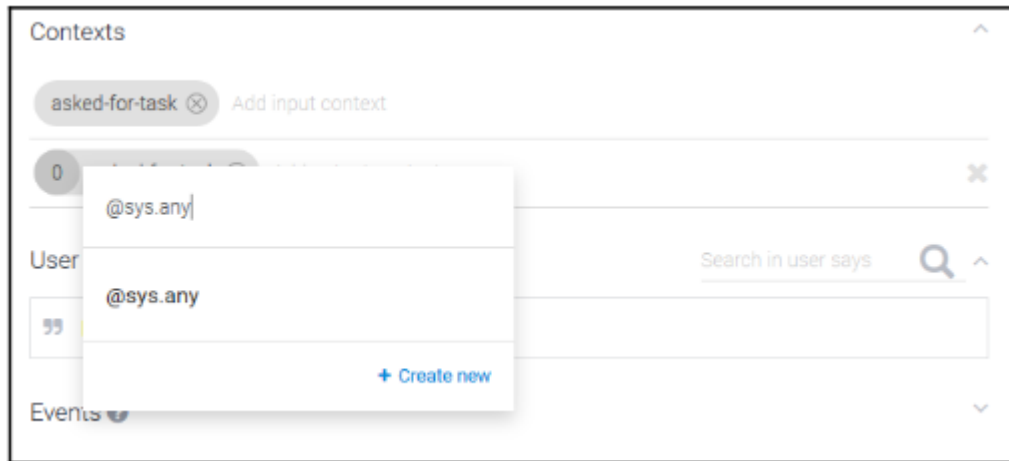 Contexts
asked-for-task Add input context
0
@sys.any
User
Search in user says
@sys.any
+ Create new
Events